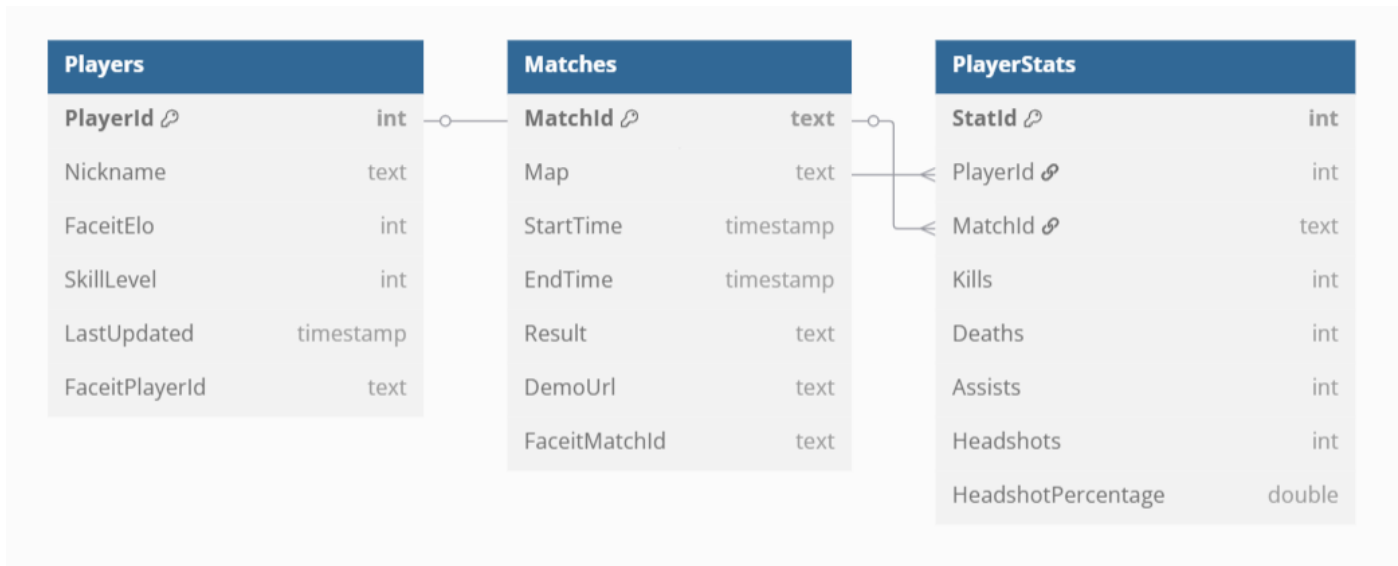 Players
PlayerId int
Nickname text
FaceitElo int
SkillLevel int
LastUpdated timestamp
FaceitPlayerId text
Matches
MatchId text
Map text
StartTime timestamp
EndTime timestamp
Result text
DemoUrl text
FaceitMatchId text
PlayerStats
StatId int
PlayerId int
MatchId text
Kills int
Deaths int
Assists int
Headshots int
HeadshotPercentage double